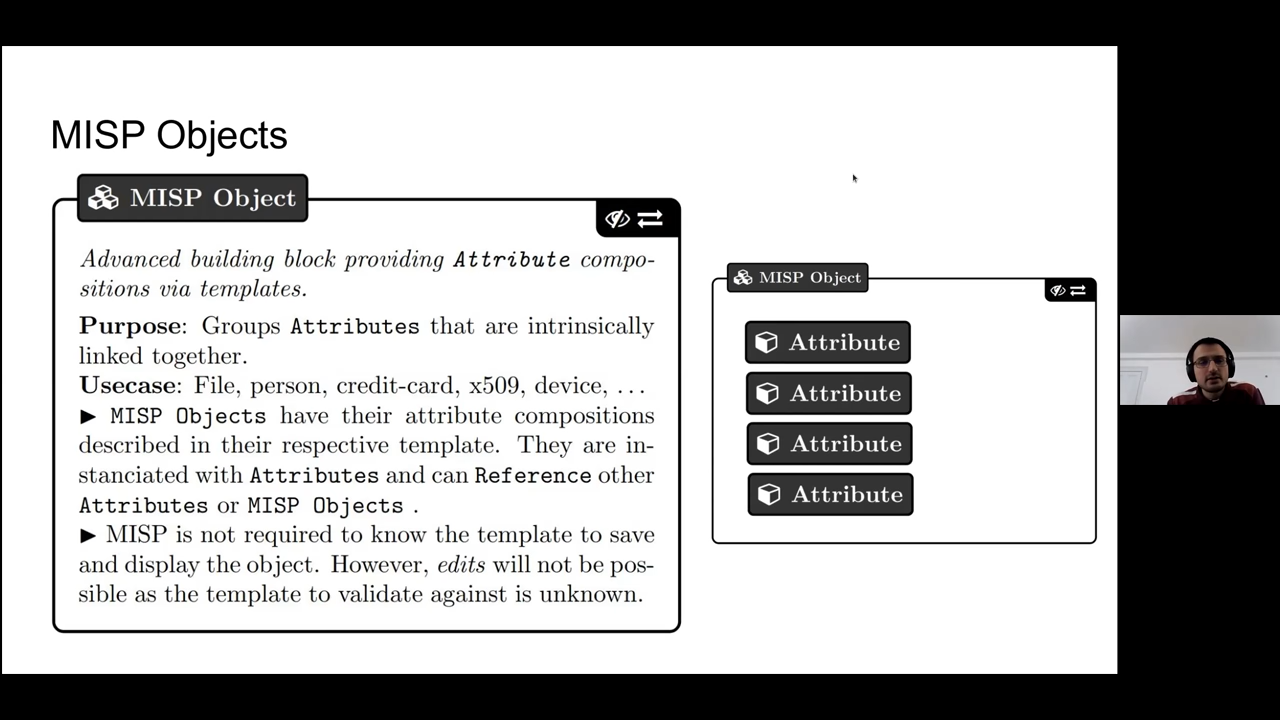 MISP Objects
MISP Object
Advanced building block providing Attribute compo-
sitions via templates.
Purpose: Groups Attributes that are intrinsically
linked together.
Usecase: File, person, credit-card, x509, device, ...
▶ MISP Objects have their attribute compositions
described in their respective template. They are in-
stanciated with Attributes and can Reference other
Attributes or MISP Objects .
▶ MISP is not required to know the template to save
and display the object. However, edits will not be pos-
sible as the template to validate against is unknown.
MISP Object
Attribute
Attribute
Attribute
Attribute